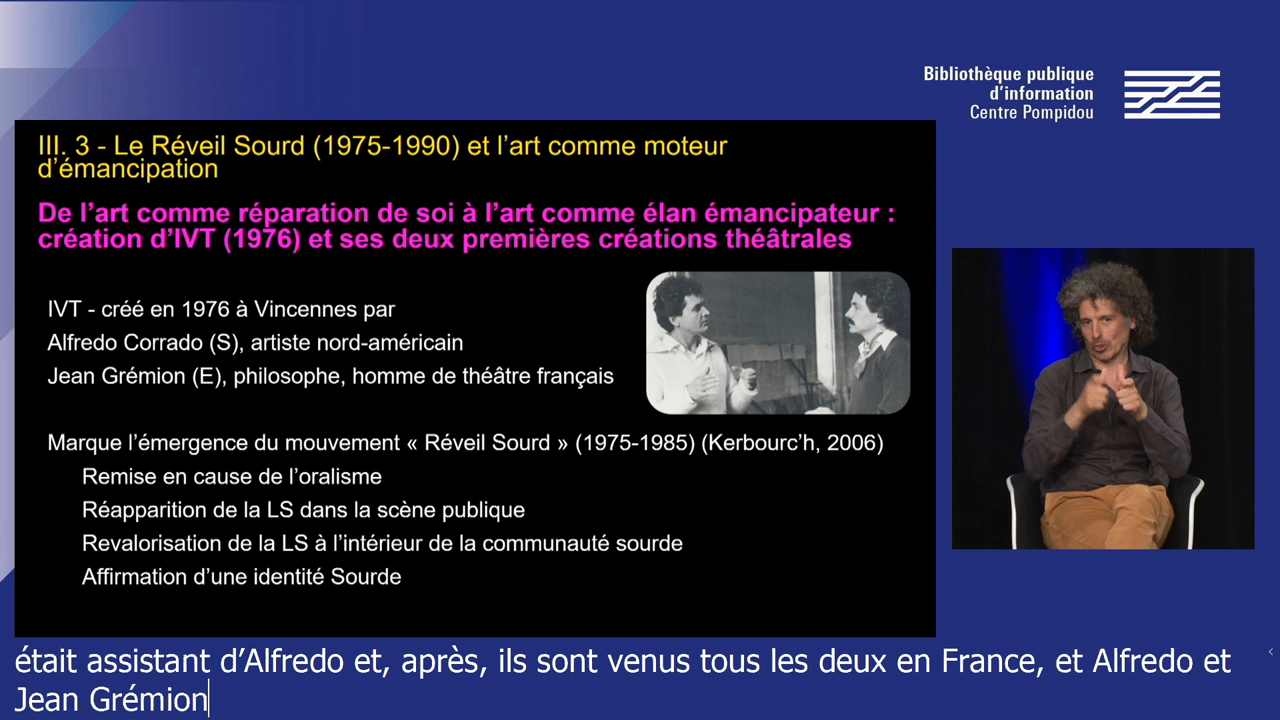 Bibliothèque publique
d'information
Centre Pompidou
III. 3 - Le Réveil Sourd (1975-1990) et l'art comme moteur
d'émancipation
De l'art comme réparation de soi à l'art comme élan émancipateur :
création d'IVT (1976) et ses deux premières créations théâtrales
IVT - créé en 1976 à Vincennes par
Alfredo Corrado (S), artiste nord-américain
Jean Grémion (E), philosophe, homme de théâtre français
Marque l'émergence du mouvement « Réveil Sourd » (1975-1985) (Kerbourc'h, 2006)
Remise en cause de l'oralisme
Réapparition de la LS dans la scène publique
Revalorisation de la LS à l'intérieur de la communauté sourde
Affirmation d'une identité Sourde
était assistant d'Alfredo et, après, ils sont venus tous les deux en France, et Alfredo et
Jean Grémion